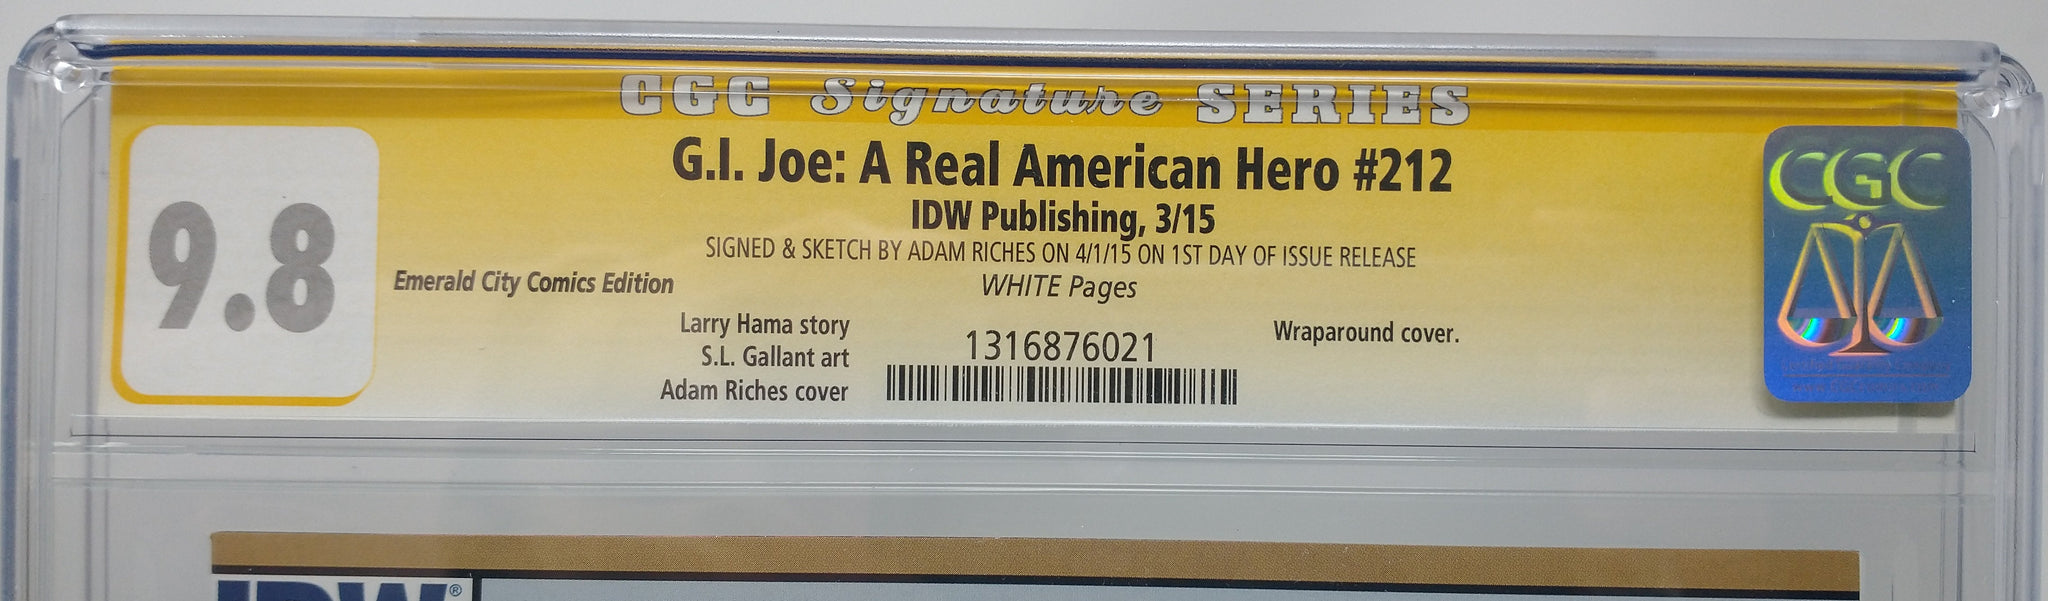 CGC Signature SERIES
G.I. Joe: A Real American Hero #212
IDW Publishing, 3/15
SIGNED & SKETCH BY ADAM RICHES ON 4/1/15 ON 1ST DAY OF ISSUE RELEASE
9.8
Emerald City Comics Edition
WHITE Pages
Larry Hama story
S.L. Gallant art
Adam Riches cover
1316876021
Wraparound cover.
CGC
IDW®